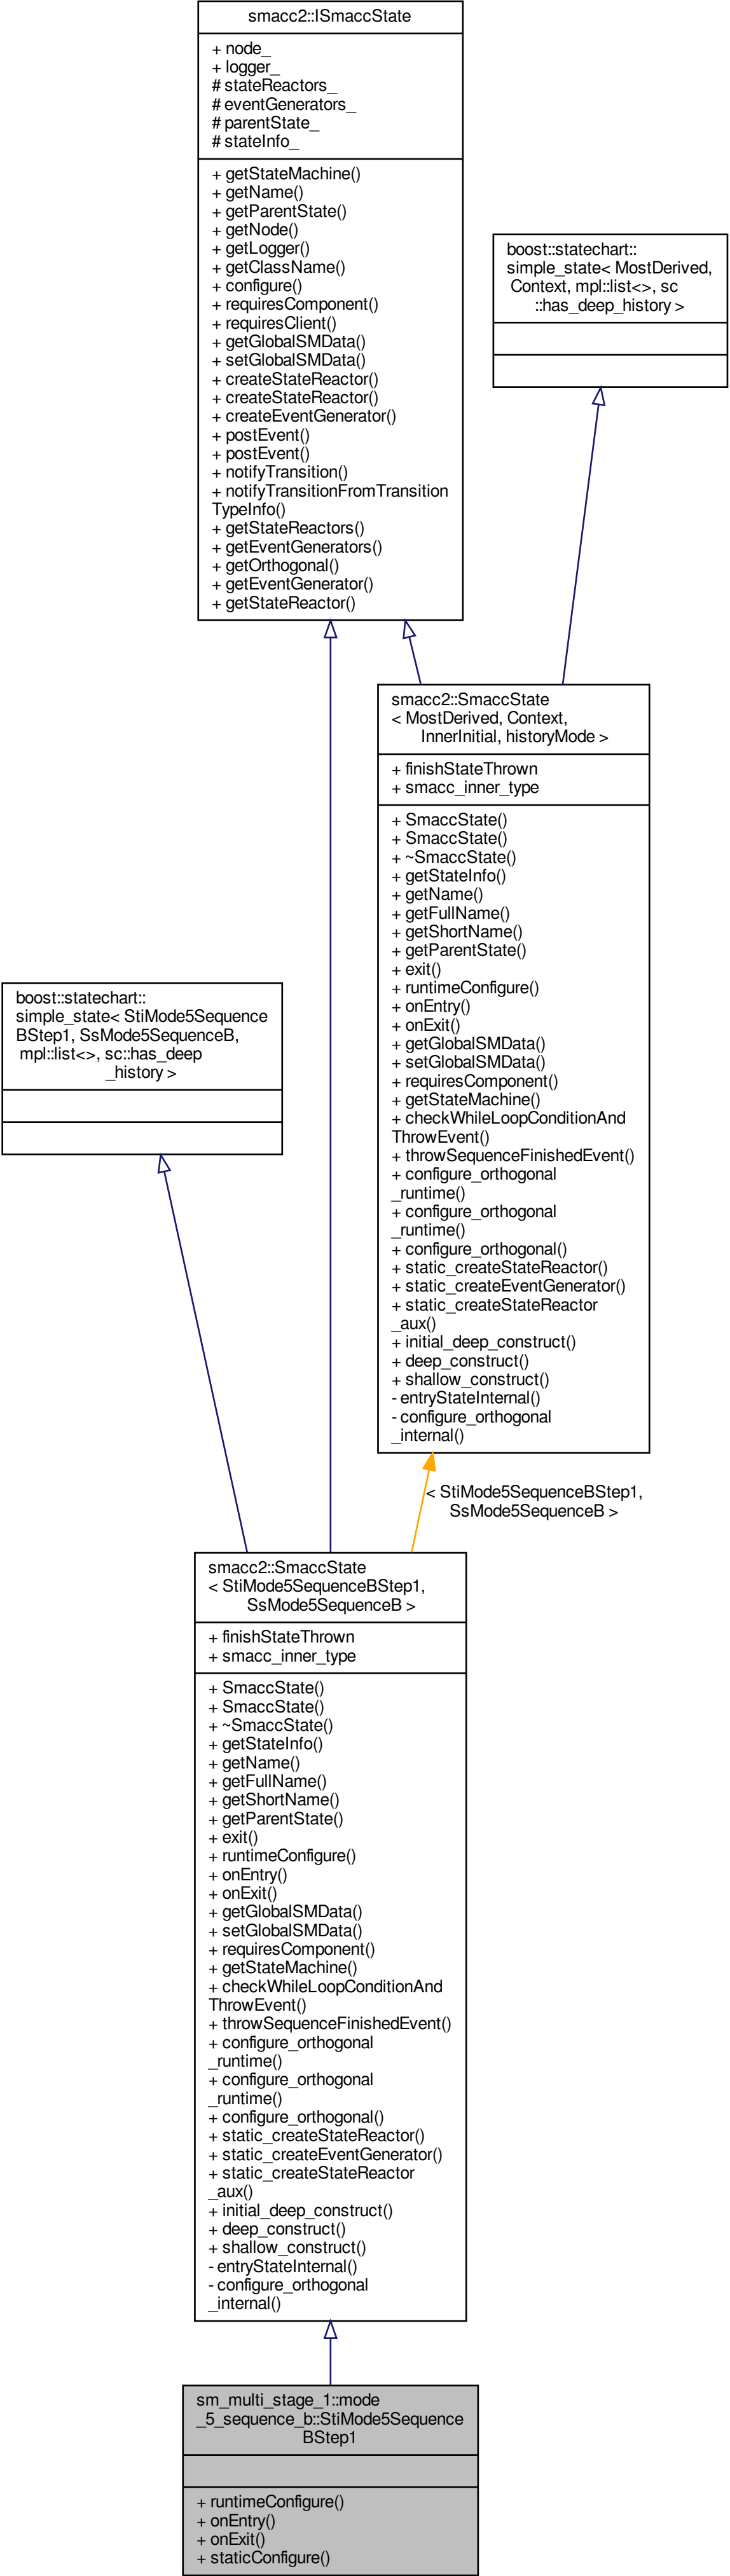 smacc2::ISmaccState
+ node_
+ logger_
# stateReactors_
# eventGenerators_
# parentState_
# stateInfo_
+ getStateMachine()
+ getName()
+ getParentState()
+ getNode()
+ getLogger()
+ getClassName()
+ configure()
+ requiresComponent()
+ requiresClient()
+ getGlobalSMData()
+ setGlobalSMData()
+ createStateReactor()
+ createStateReactor()
+ createEventGenerator()
+ postEvent()
+ postEvent()
+ notifyTransition()
+ notifyTransitionFromTransition
TypeInfo()
+ getStateReactors()
+ getEventGenerators()
+ getOrthogonal()
+ getEventGenerator()
+ getStateReactor()
boost::statechart::
simple_state< MostDerived,
Context, mpl::list<>, sc
::has_deep_history >
smacc2::SmaccState
< MostDerived, Context,
InnerInitial, historyMode >
+ finishStateThrown
+ smacc_inner_type
+ SmaccState()
+ SmaccState()
+ ~SmaccState()
+ getStateInfo()
+ getName()
+ getFullName()
+ getShortName()
+ getParentState()
+ exit()
+ runtimeConfigure()
+ onEntry()
+ onExit()
+ getGlobalSMData()
+ setGlobalSMData()
+ requiresComponent()
+ getStateMachine()
+ checkWhileLoopConditionAnd
ThrowEvent()
+ throwSequenceFinishedEvent()
+ configure_orthogonal
_runtime()
+ configure_orthogonal
_runtime()
+ configure_orthogonal()
+ static_createStateReactor()
+ static_createEventGenerator()
+ static_createStateReactor
_aux()
+ initial_deep_construct()
+ deep_construct()
+ shallow_construct()
- entryStateInternal()
- configure_orthogonal
_internal()
boost::statechart::
simple_state< StiMode5Sequence
BStep1, SsMode5SequenceB,
mpl::list<>, sc::has_deep
_history >
< StiMode5SequenceBStep1,
SsMode5SequenceB >
smacc2::SmaccState
< StiMode5SequenceBStep1,
SsMode5SequenceB >
+ finishStateThrown
+ smacc_inner_type
+ SmaccState()
+ SmaccState()
+ ~SmaccState()
+ getStateInfo()
+ getName()
+ getFullName()
+ getShortName()
+ getParentState()
+ exit()
+ runtimeConfigure()
+ onEntry()
+ onExit()
+ getGlobalSMData()
+ setGlobalSMData()
+ requiresComponent()
+ getStateMachine()
+ checkWhileLoopConditionAnd
ThrowEvent()
+ throwSequenceFinishedEvent()
+ configure_orthogonal
_runtime()
+ configure_orthogonal
_runtime()
+ configure_orthogonal()
+ static_createStateReactor()
+ static_createEventGenerator()
+ static_createStateReactor
_aux()
+ initial_deep_construct()
+ deep_construct()
+ shallow_construct()
- entryStateInternal()
- configure_orthogonal
_internal()
sm_multi_stage_1::mode
_5_sequence_b::StiMode5Sequence
BStep1
+ runtimeConfigure()
+ onEntry()
+ onExit()
+ staticConfigure()